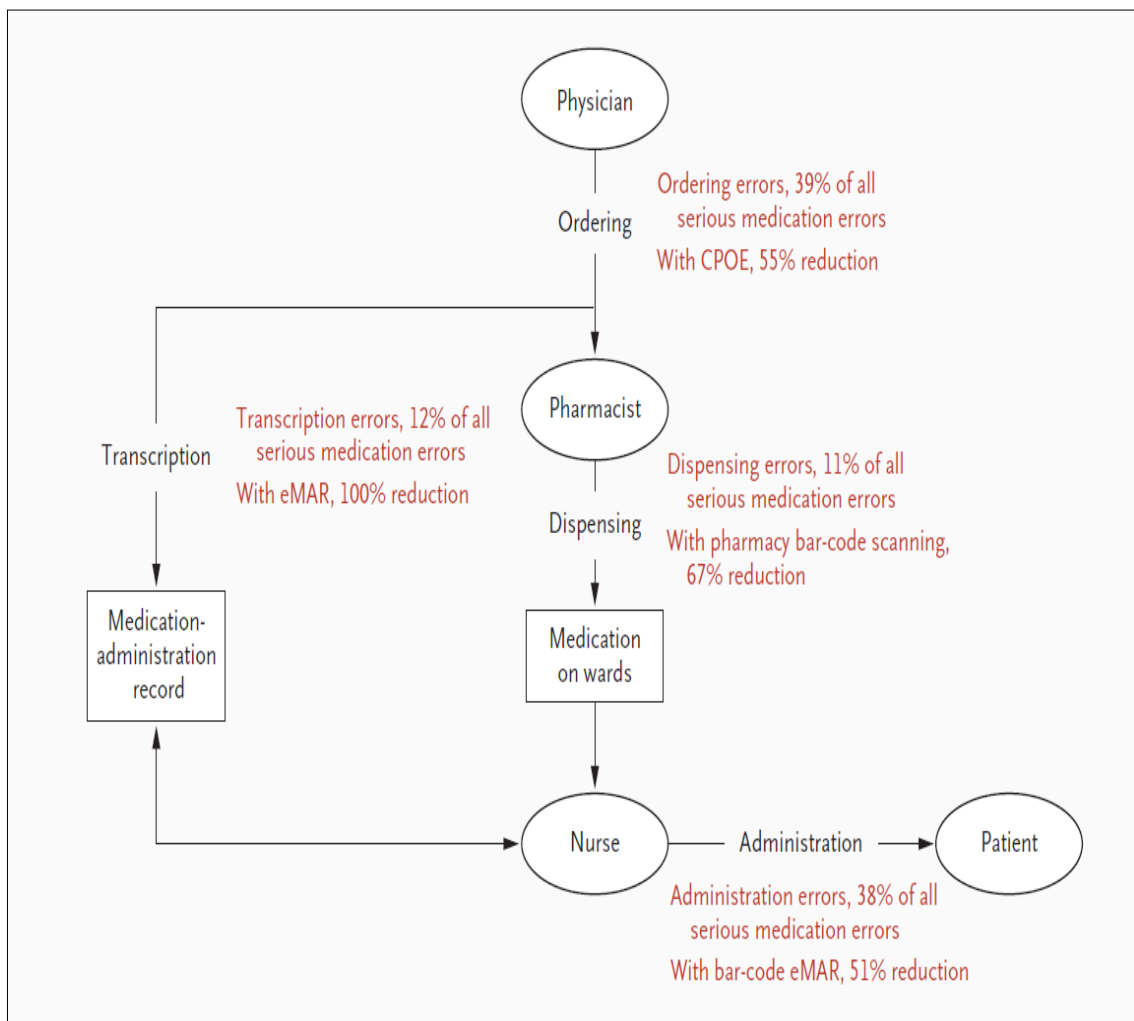 Physician
Ordering errors, 39% of all
serious medication errors
With CPOE, 55% reduction
Ordering
Pharmacist
Transcription errors, 12% of all
serious medication errors
With eMAR, 100% reduction
Transcription
Dispensing errors, 11% of all
serious medication errors
With pharmacy bar-code scanning,
67% reduction
Dispensing
Medication-
administration
record
Medication
on wards
Nurse
Administration
Patient
Administration errors, 38% of all
serious medication errors
With bar-code eMAR, 51% reduction